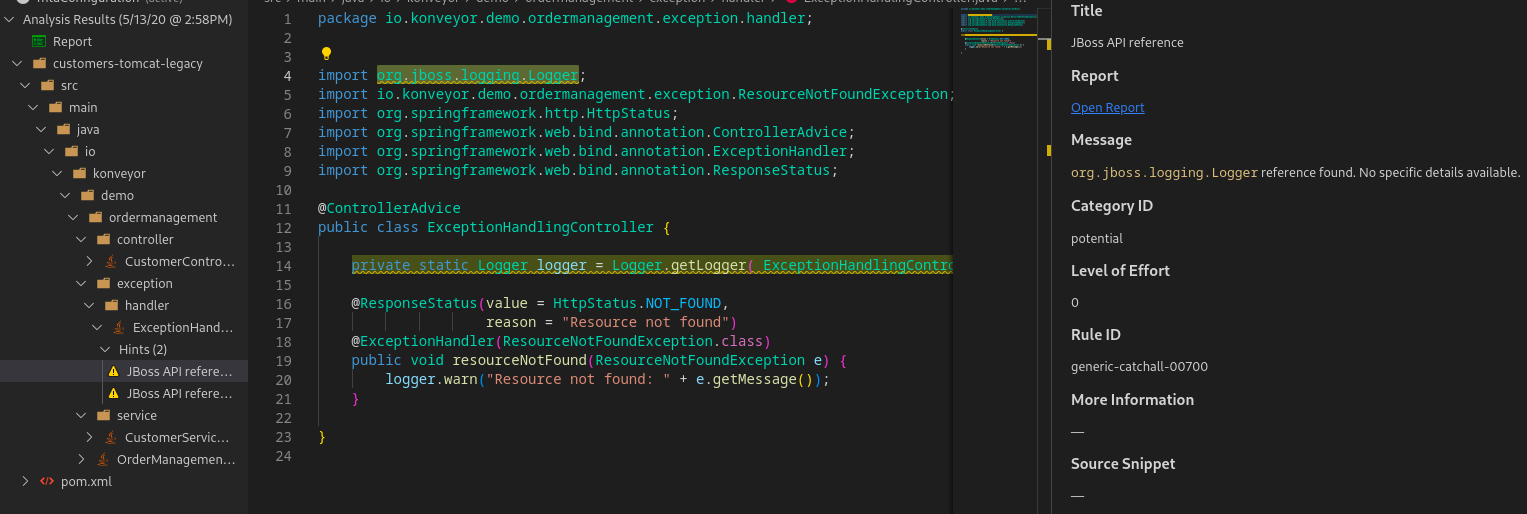 mtaConfiguration (active)
Analysis Results (5/13/20 @ 2:58PM)
Report
customers-tomcat-legacy
src
main
java
io
konveyor
demo
ordermanagement
controller
CustomerContro...
exception
handler
ExceptionHand...
Hints (2)
JBoss API refere...
JBoss API refere...
service
CustomerServic...
OrderManagemen...
pom.xml
src > main > java > io > konveyor > demo > ordermanagement > exception > handler > ExceptionHandlingController.java > ...
1 package io.konveyor.demo.ordermanagement.exception.handler;
2
3
4 import org.jboss.logging.Logger;
5 import io.konveyor.demo.ordermanagement.exception.ResourceNotFoundException;
6 import org.springframework.http.HttpStatus;
7 import org.springframework.web.bind.annotation.ControllerAdvice;
8 import org.springframework.web.bind.annotation.ExceptionHandler;
9 import org.springframework.web.bind.annotation.ResponseStatus;
10
11 @ControllerAdvice
12 public class ExceptionHandlingController {
13
14 private static Logger logger = Logger.getLogger( ExceptionHandlingContro
15
16 @ResponseStatus(value = HttpStatus.NOT_FOUND,
17 reason = "Resource not found")
18 @ExceptionHandler(ResourceNotFoundException.class)
19 public void resourceNotFound(ResourceNotFoundException e) {
20 logger.warn("Resource not found: " + e.getMessage());
21 }
22
23 }
24
Title
JBoss API reference
Report
Open Report
Message
org.jboss.logging.Logger reference found. No specific details available.
Category ID
potential
Level of Effort
0
Rule ID
generic-catchall-00700
More Information
—
Source Snippet
—